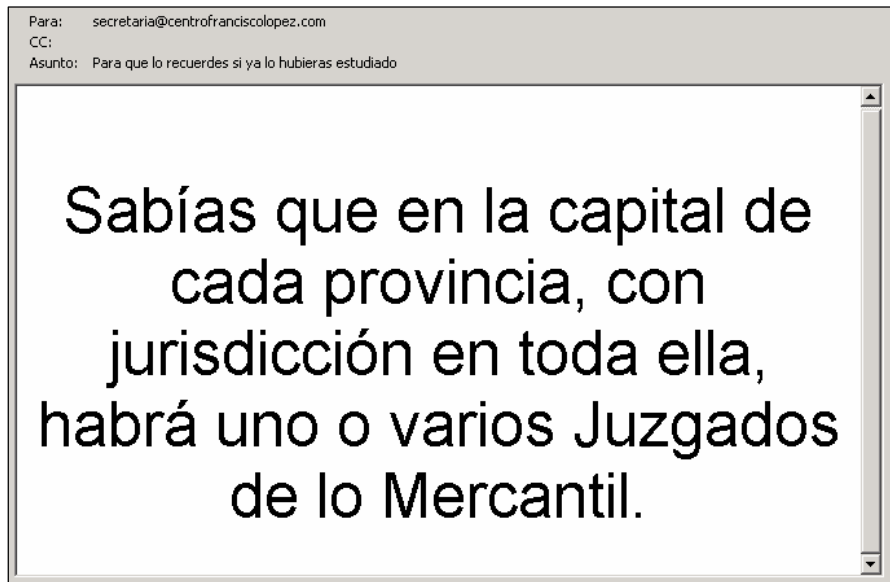 Para: secretaria@centrofranciscolopez.com
CC:
Asunto: Para que lo recuerdes si ya lo hubieras estudiado
Sabías que en la capital de
cada provincia, con
jurisdicción en toda ella,
habrá uno o varios Juzgados
de lo Mercantil.